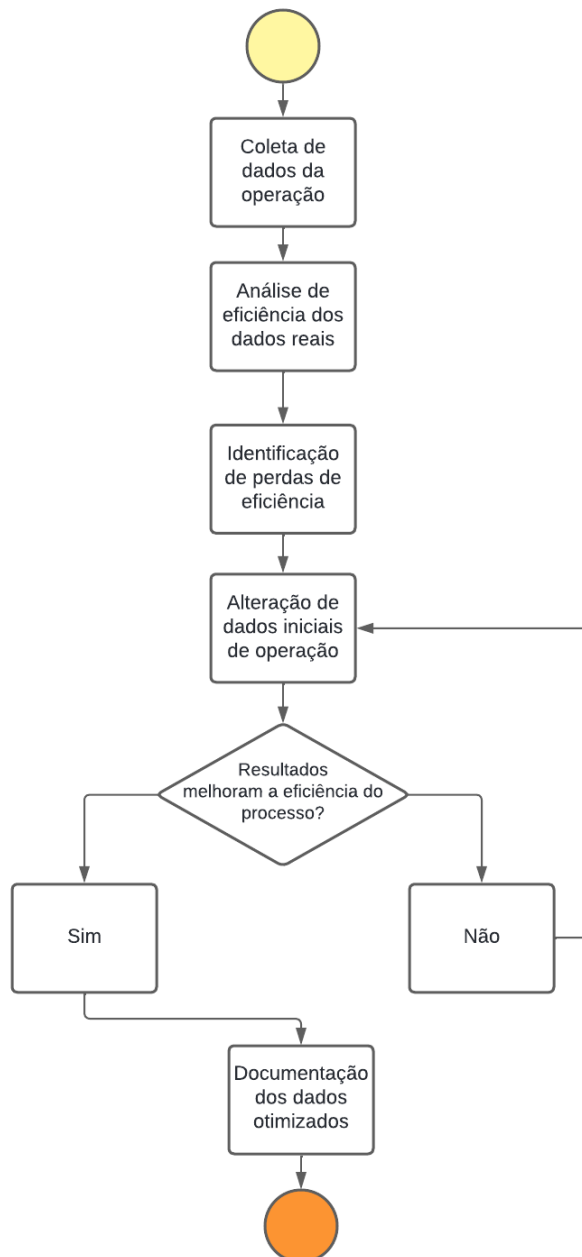 Coleta de
dados da
operação
Análise de
eficiência dos
dados reais
Identificação
de perdas de
eficiência
Alteração de
dados iniciais
de operação
Resultados
melhoram a eficiência do
processo?
Sim
Não
Documentação
dos dados
otimizados